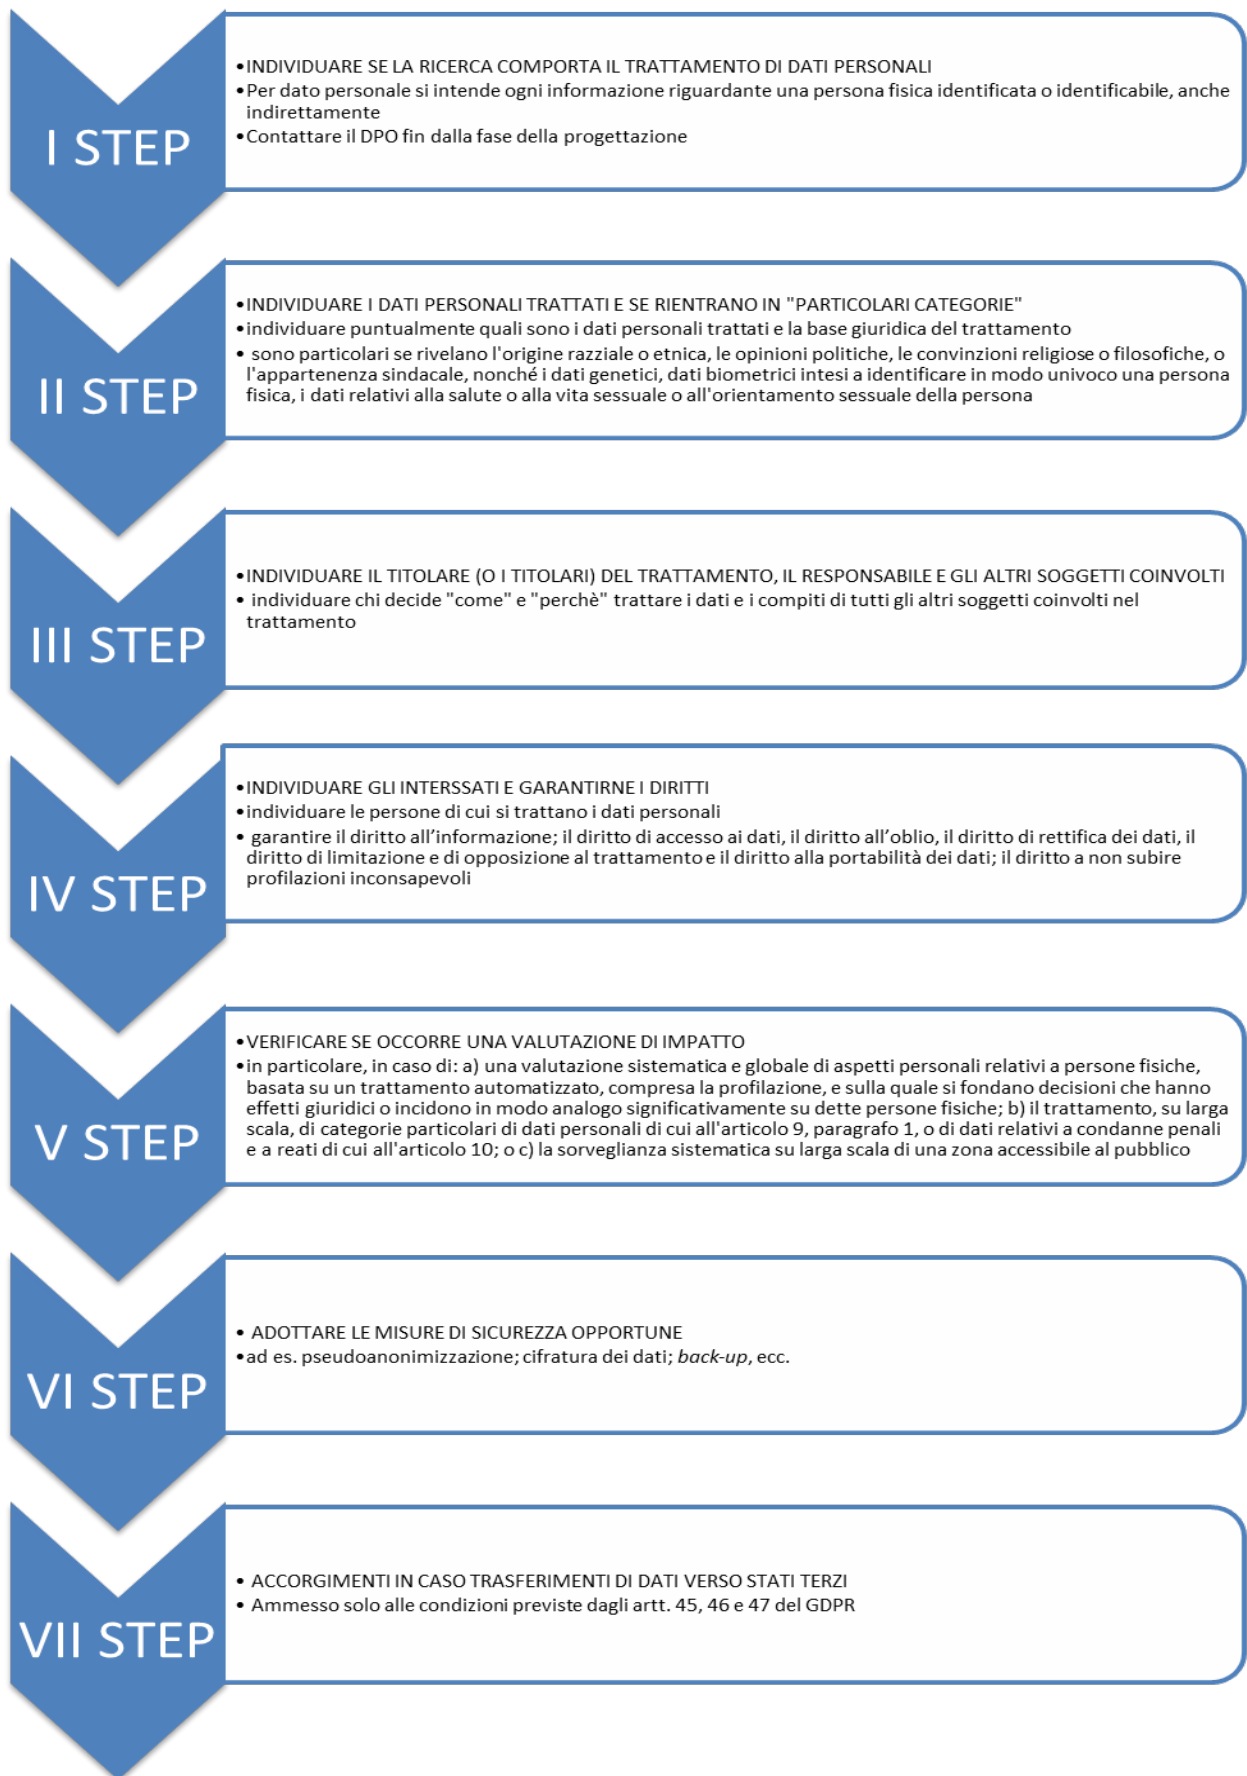 I STEP
•INDIVIDUARE SE LA RICERCA COMPORTA IL TRATTAMENTO DI DATI PERSONALI
•Per dato personale si intende ogni informazione riguardante una persona fisica identificata o identificabile, anche
indirettamente
•Contattare il DPO fin dalla fase della progettazione
II STEP
•INDIVIDUARE I DATI PERSONALI TRATTATI E SE RIENTRANO IN "PARTICOLARI CATEGORIE"
•individuare puntualmente quali sono i dati personali trattati e la base giuridica del trattamento
• sono particolari se rivelano l'origine razziale o etnica, le opinioni politiche, le convinzioni religiose o filosofiche, o
l'appartenenza sindacale, nonché i dati genetici, dati biometrici intesi a identificare in modo univoco una persona
fisica, i dati relativi alla salute o alla vita sessuale o all'orientamento sessuale della persona
III STEP
•INDIVIDUARE IL TITOLARE (O I TITOLARI) DEL TRATTAMENTO, IL RESPONSABILE E GLI ALTRI SOGGETTI COINVOLTI
• individuare chi decide "come" e "perchè" trattare i dati e i compiti di tutti gli altri soggetti coinvolti nel
trattamento
IV STEP
•INDIVIDUARE GLI INTERSSATI E GARANTIRNE I DIRITTI
•individuare le persone di cui si trattano i dati personali
• garantire il diritto all’informazione; il diritto di accesso ai dati, il diritto all’oblio, il diritto di rettifica dei dati, il
diritto di limitazione e di opposizione al trattamento e il diritto alla portabilità dei dati; il diritto a non subire
profilazioni inconsapevoli
V STEP
•VERIFICARE SE OCCORRE UNA VALUTAZIONE DI IMPATTO
•in particolare, in caso di: a) una valutazione sistematica e globale di aspetti personali relativi a persone fisiche,
basata su un trattamento automatizzato, compresa la profilazione, e sulla quale si fondano decisioni che hanno
effetti giuridici o incidono in modo analogo significativamente su dette persone fisiche; b) il trattamento, su larga
scala, di categorie particolari di dati personali di cui all'articolo 9, paragrafo 1, o di dati relativi a condanne penali
e a reati di cui all'articolo 10; o c) la sorveglianza sistematica su larga scala di una zona accessibile al pubblico
VI STEP
• ADOTTARE LE MISURE DI SICUREZZA OPPORTUNE
•ad es. pseudoanonimizzazione; cifratura dei dati; back-up, ecc.
VII STEP
• ACCORGIMENTI IN CASO TRASFERIMENTI DI DATI VERSO STATI TERZI
• Ammesso solo alle condizioni previste dagli artt. 45, 46 e 47 del GDPR